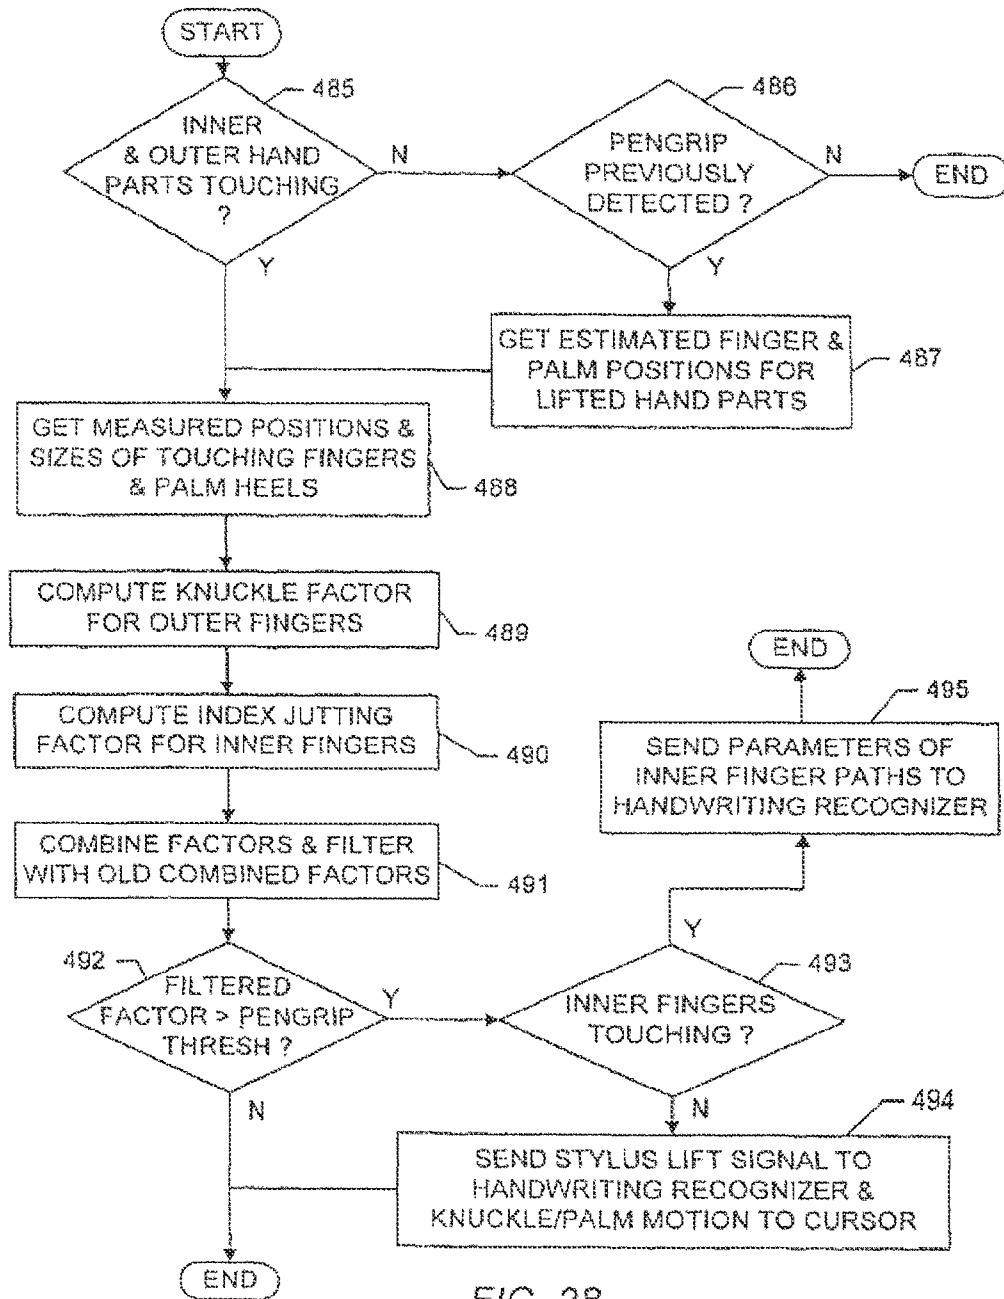 START
485
INNER
& OUTER HAND
PARTS TOUCHING
?
N
Y
486
PENGRIP
PREVIOUSLY
DETECTED ?
N
END
Y
GET ESTIMATED FINGER &
PALM POSITIONS FOR
LIFTED HAND PARTS
487
GET MEASURED POSITIONS &
SIZES OF TOUCHING FINGERS
& PALM HEELS
488
COMPUTE KNUCKLE FACTOR
FOR OUTER FINGERS
489
COMPUTE INDEX JUTTING
FACTOR FOR INNER FINGERS
490
COMBINE FACTORS & FILTER
WITH OLD COMBINED FACTORS
491
END
495
SEND PARAMETERS OF
INNER FINGER PATHS TO
HANDWRITING RECOGNIZER
492
FILTERED
FACTOR > PENGRIP
THRESH ?
Y
N
Y
493
INNER FINGERS
TOUCHING ?
N
494
SEND STYLUS LIFT SIGNAL TO
HANDWRITING RECOGNIZER &
KNUCKLE/PALM MOTION TO CURSOR
END
FIG. 38